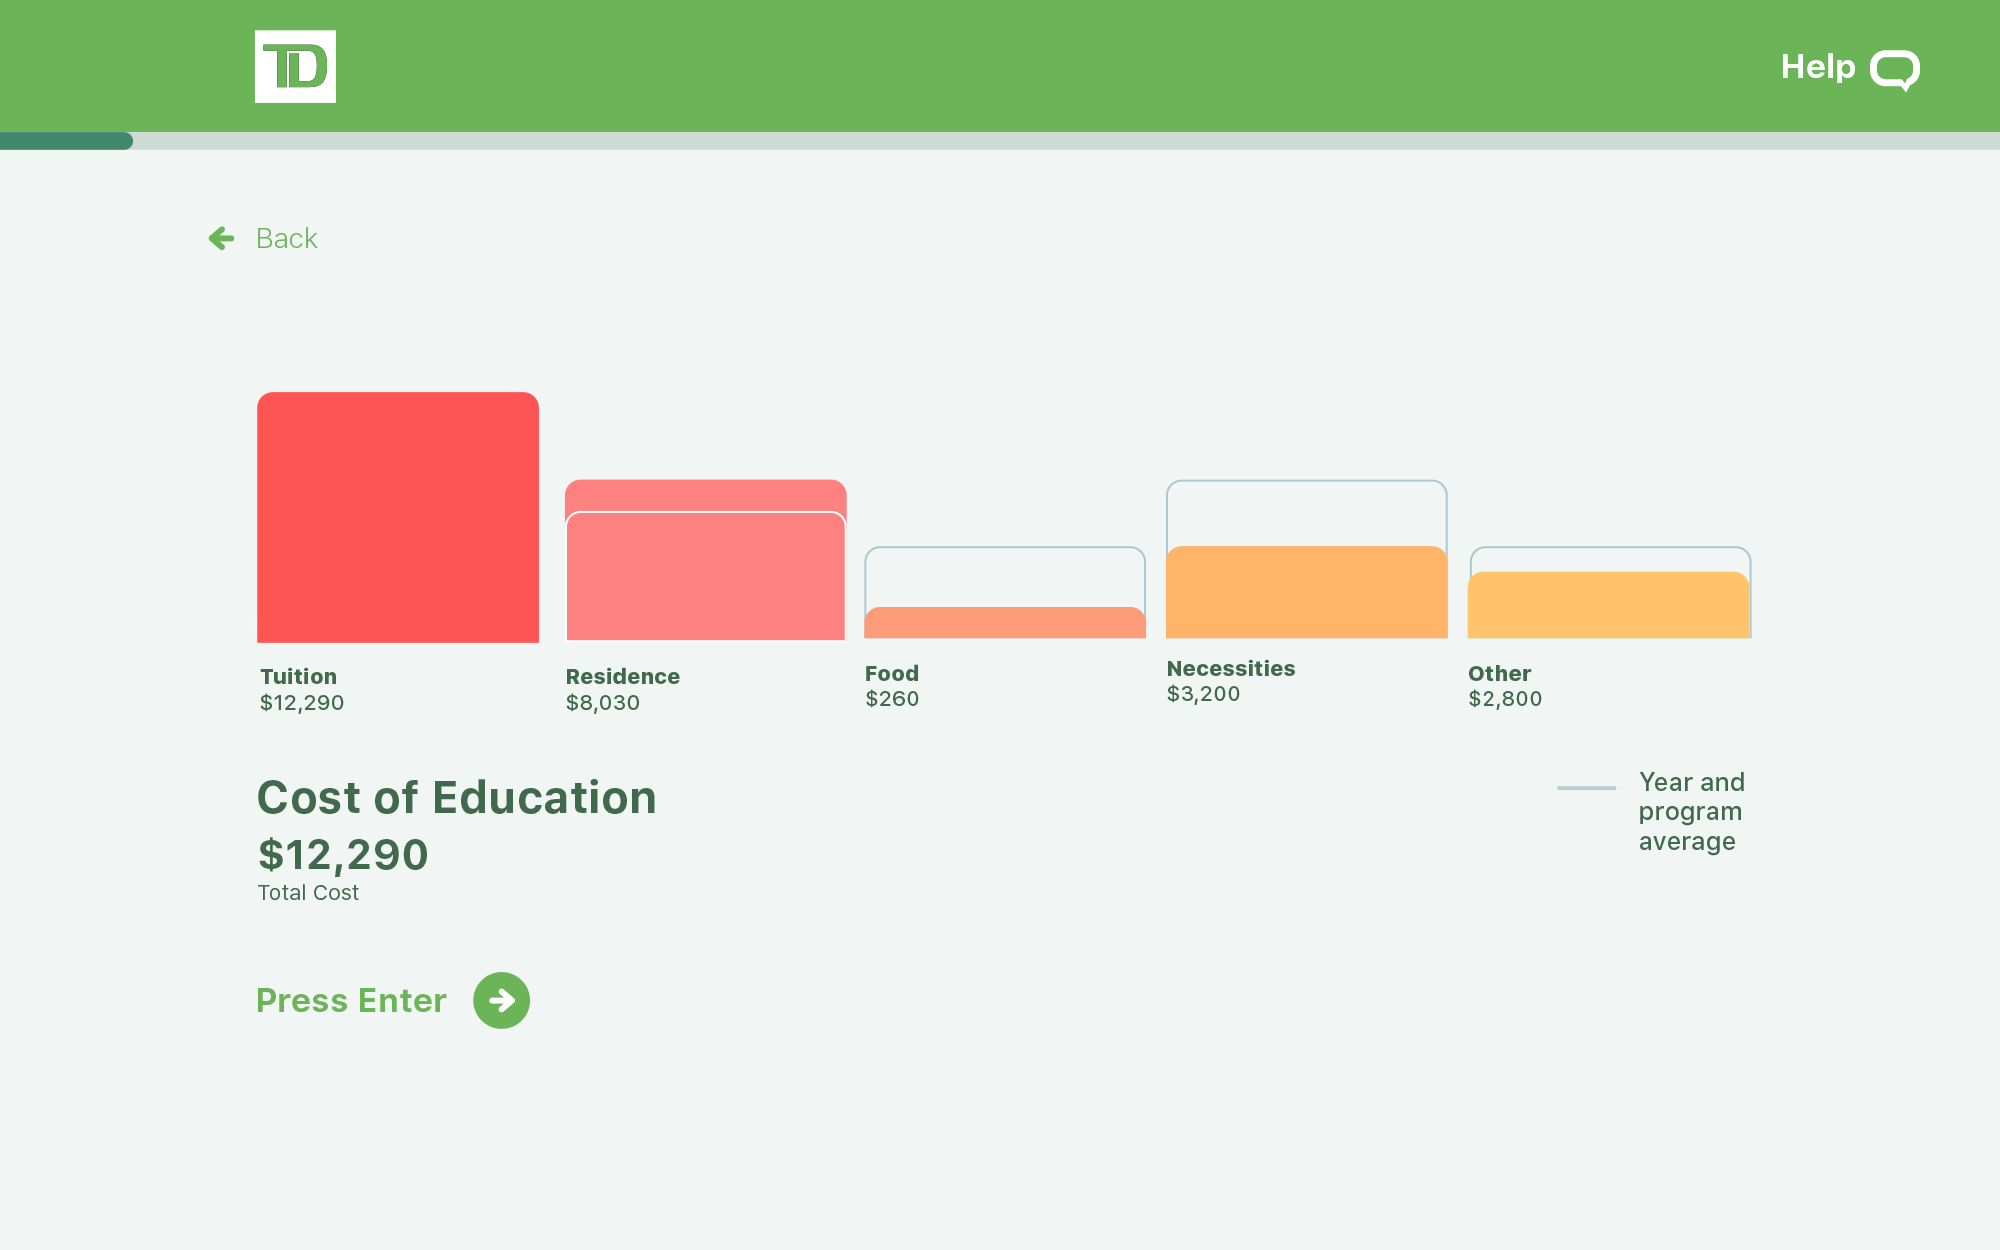 TD
Help
Back
Tuition
$12,290
Residence
$8,030
Food
$260
Necessities
$3,200
Other
$2,800
Cost of Education
$12,290
Total Cost
Year and
program
average
Press Enter